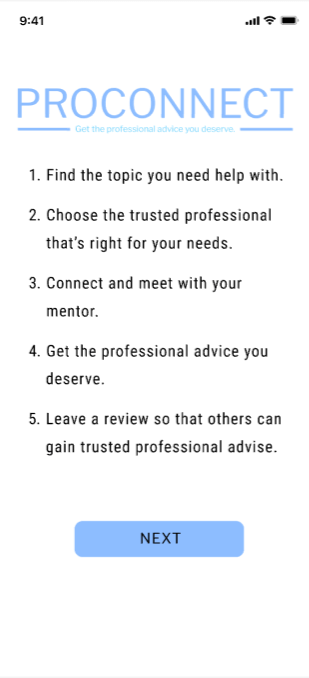 9:41
PROCONNECT
Get the professional advice you deserve.
1. Find the topic you need help with.
2. Choose the trusted professional
that's right for your needs.
3. Connect and meet with your
mentor.
4. Get the professional advice you
deserve.
5. Leave a review so that others can
gain trusted professional advise.
NEXT